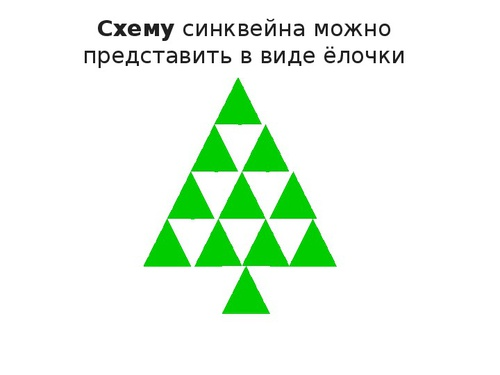 Схему синквейна можно
представить в виде ёлочки